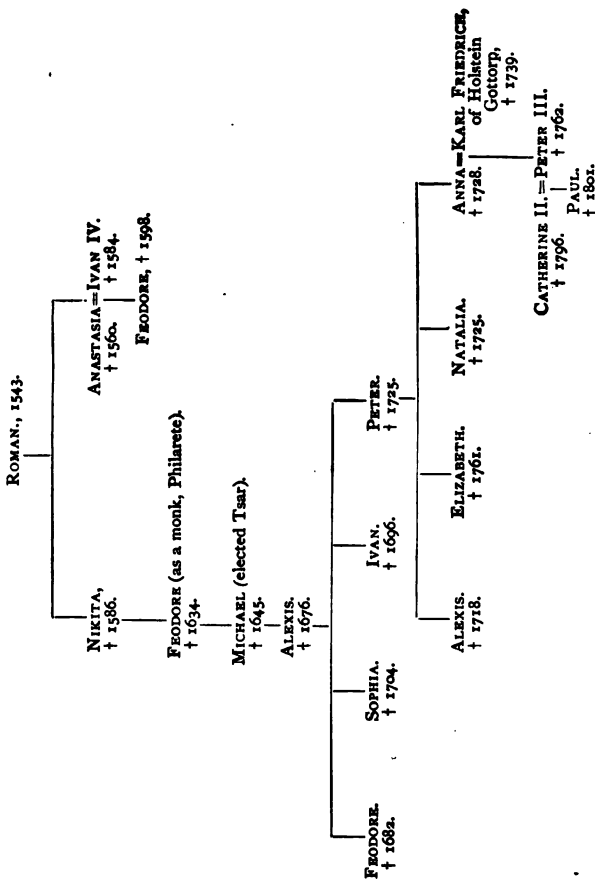 ROMAN., 1543.
NIKITA,
† 1586.
ANASTASIA=IVAN IV.
† 1560. † 1584.
FEODORE, † 1598.
FEODORE (as a monk, Philarete).
† 1634.
MICHAEL (elected Tsar).
† 1645.
ALEXIS.
† 1676.
FEODORE.
† 1682.
SOPHIA.
† 1704.
IVAN.
† 1696.
PETER.
† 1725.
ALEXIS.
† 1718.
ELIZABETH.
† 1761.
NATALIA.
† 1725.
ANNA=KARL FRIEDRICH,
† 1728. of Holstein
Gottorp,
† 1739.
CATHERINE II.=PETER III.
† 1796. † 1762.
PAUL.
† 1801.